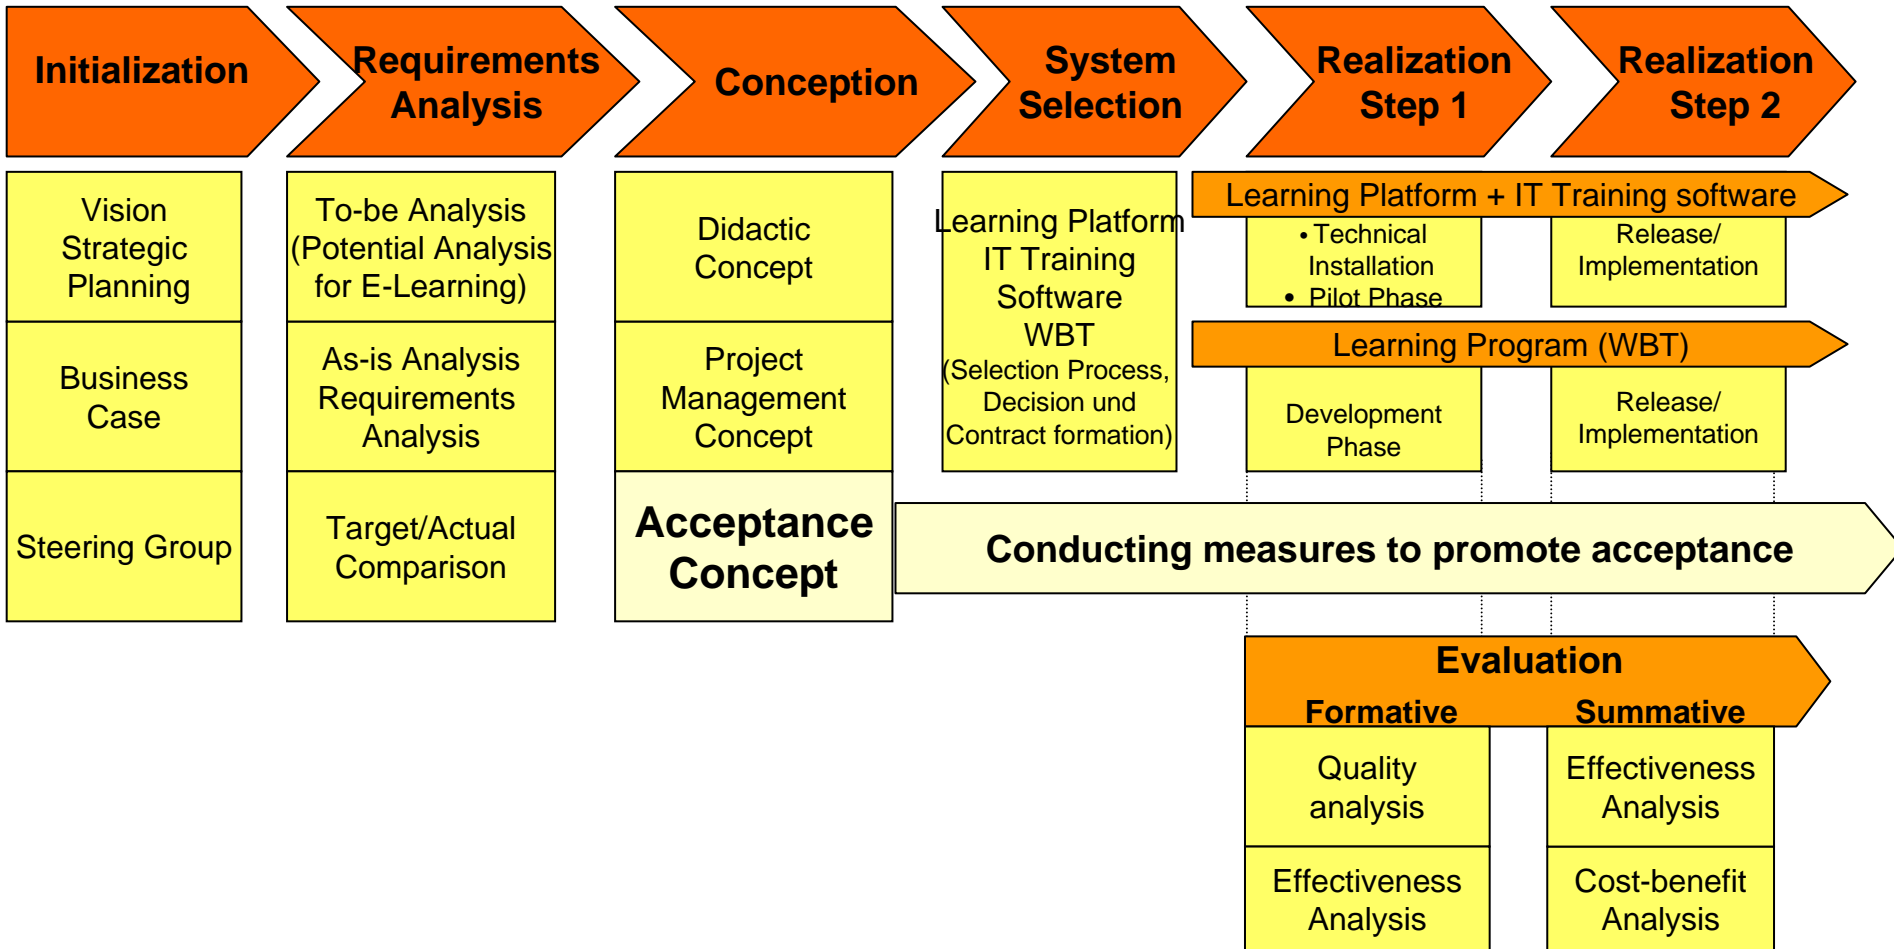 Initialization
Requirements
Analysis
Conception
System
Selection
Realization
Step 1
Realization
Step 2
Vision
Strategic
Planning
Business
Case
Steering Group
To-be Analysis
(Potential Analysis
for E-Learning)
As-is Analysis
Requirements
Analysis
Target/Actual
Comparison
Didactic
Concept
Project
Management
Concept
Acceptance
Concept
Learning Platform
IT Training
Software
WBT
(Selection Process,
Decision und
Contract formation)
Learning Platform + IT Training software
• Technical
Installation
• Pilot Phase
Release/
Implementation
Learning Program (WBT)
Development
Phase
Release/
Implementation
Conducting measures to promote acceptance
Evaluation
Formative
Summative
Quality
analysis
Effectiveness
Analysis
Effectiveness
Analysis
Cost-benefit
Analysis